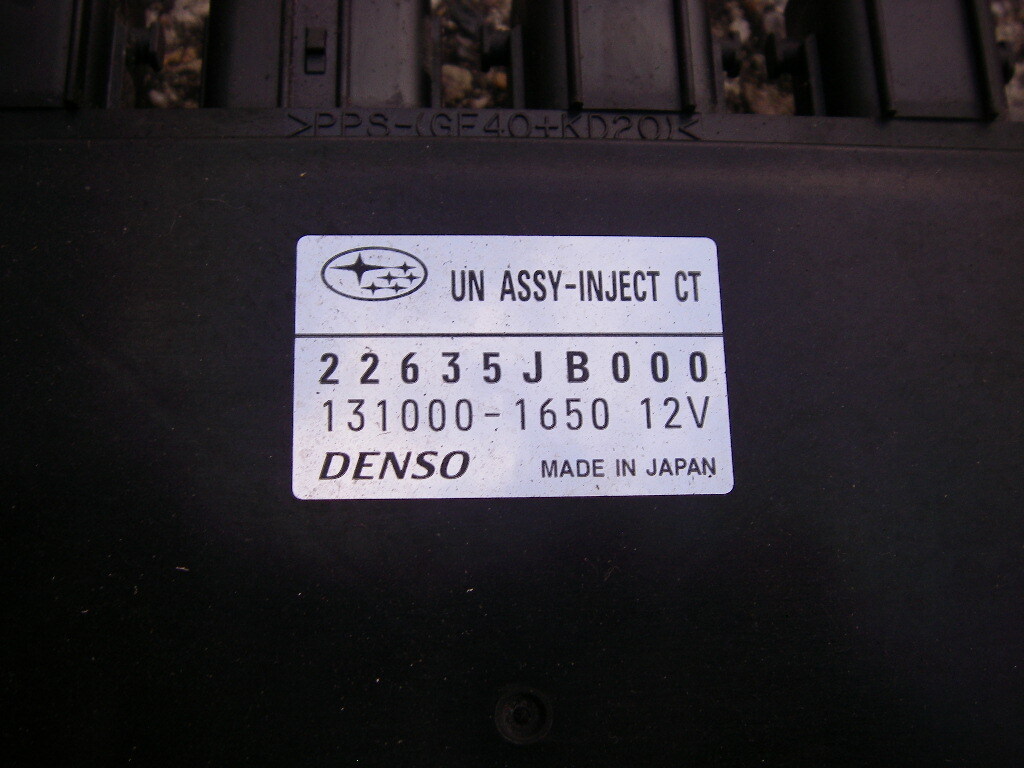 >PPS-(GF40+KD20)<
UN ASSY-INJECT CT
22635JB000
131000-1650 12V
DENSO MADE IN JAPAN